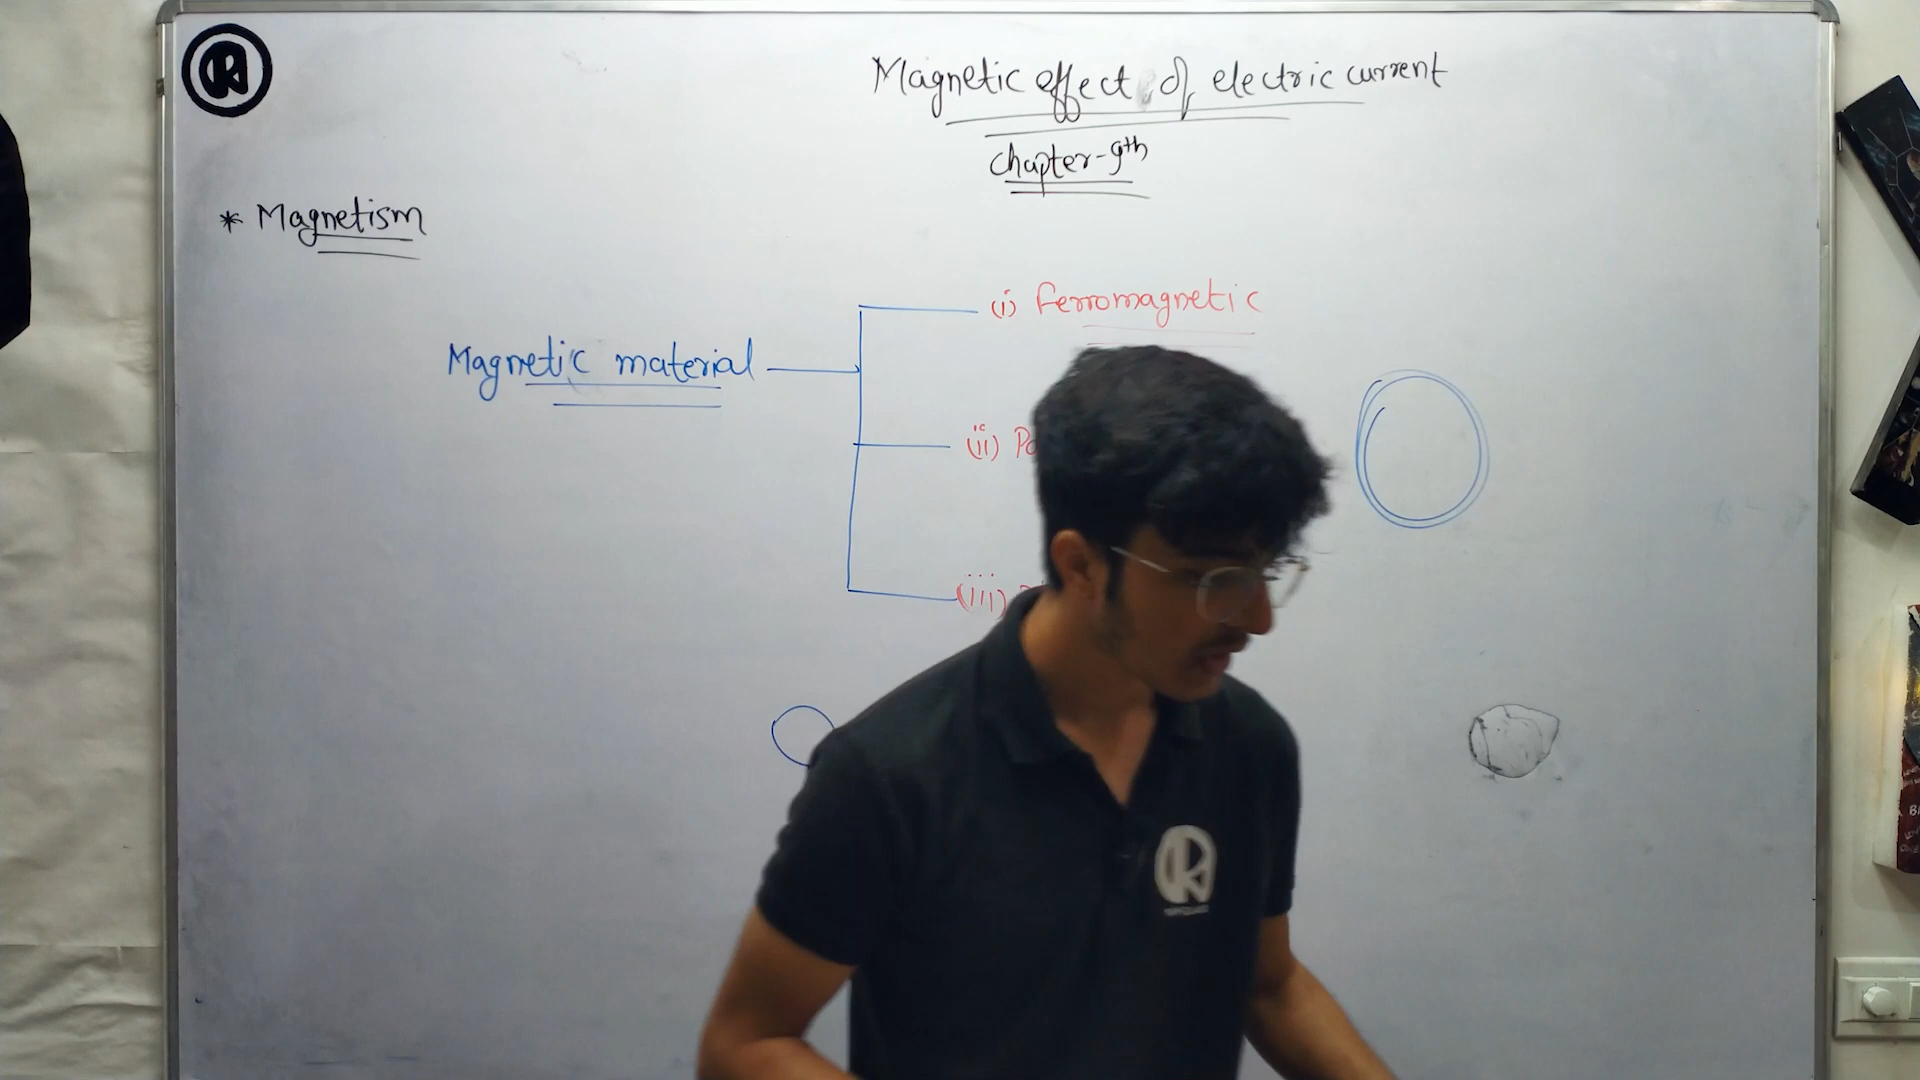 Magnetic effect of electric current
Chapter-9th
* Magnetism
(i) Ferromagnetic
Magnetic material
(ii) Pa
(iii)